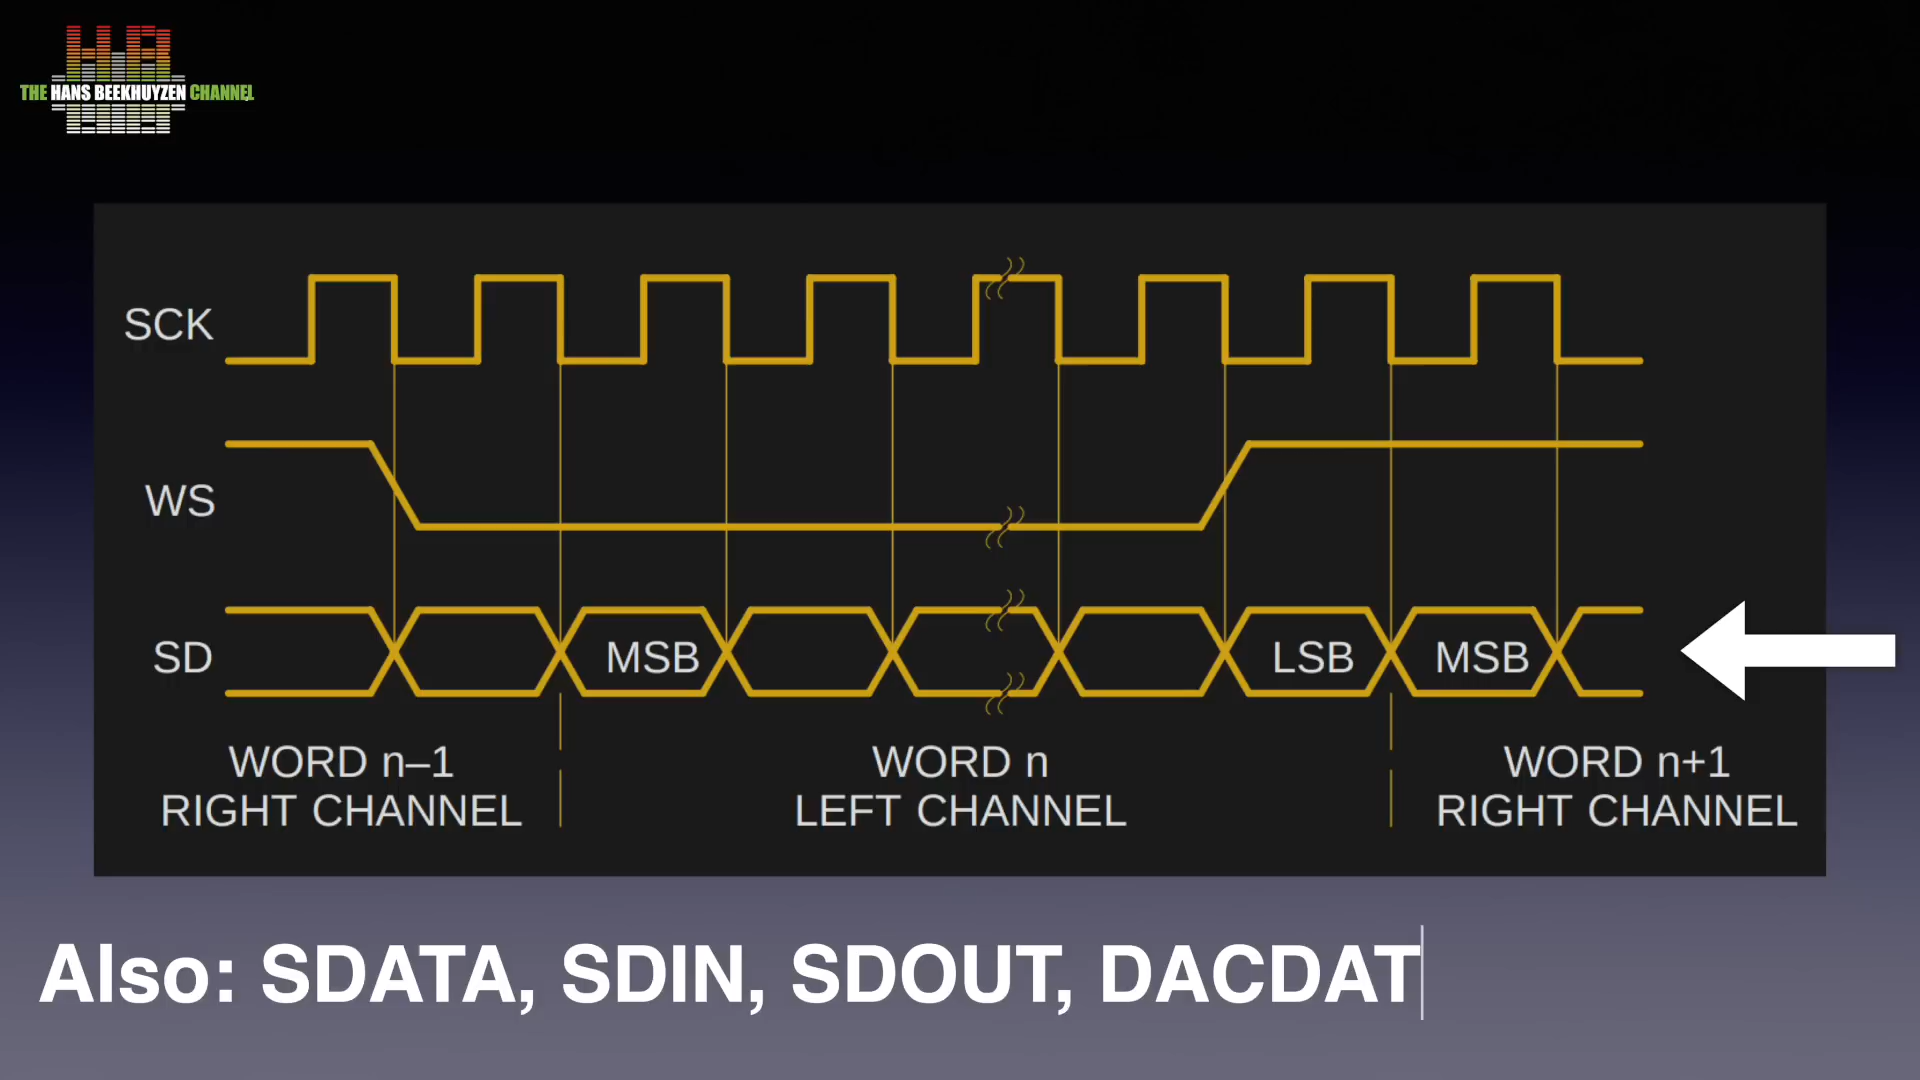 THE HANS BEEKHUYZEN CHANNEL
SCK
WS
SD
MSB
LSB
MSB
WORD n–1
RIGHT CHANNEL
WORD n
LEFT CHANNEL
WORD n+1
RIGHT CHANNEL
Also: SDATA, SDIN, SDOUT, DACDAT